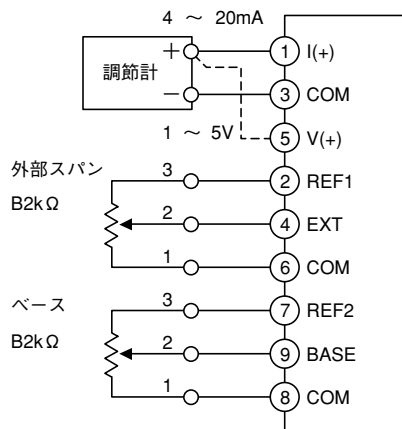 4 ～ 20mA
調節計
+
① I(+)
−
③ COM
1 ～ 5V
⑤ V(+)
外部スパン
B2kΩ
3
② REF1
2
④ EXT
1
⑥ COM
ベース
B2kΩ
3
⑦ REF2
2
⑨ BASE
1
⑧ COM